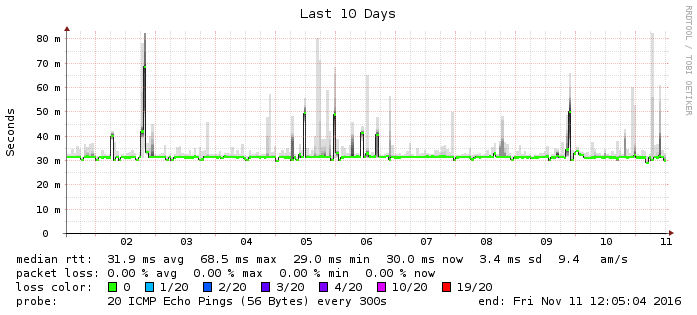 Last 10 Days
RRDTOOL / TOBI OETIKER
Seconds
80 m
70 m
60 m
50 m
40 m
30 m
20 m
10 m
0
02 03 04 05 06 07 08 09 10 11
median rtt: 31.9 ms avg 68.5 ms max 29.0 ms min 30.0 ms now 3.4 ms sd 9.4 am/s
packet loss: 0.00 % avg 0.00 % max 0.00 % min 0.00 % now
loss color: 0 1/20 2/20 3/20 4/20 10/20 19/20
probe: 20 ICMP Echo Pings (56 Bytes) every 300s end: Fri Nov 11 12:05:04 2016